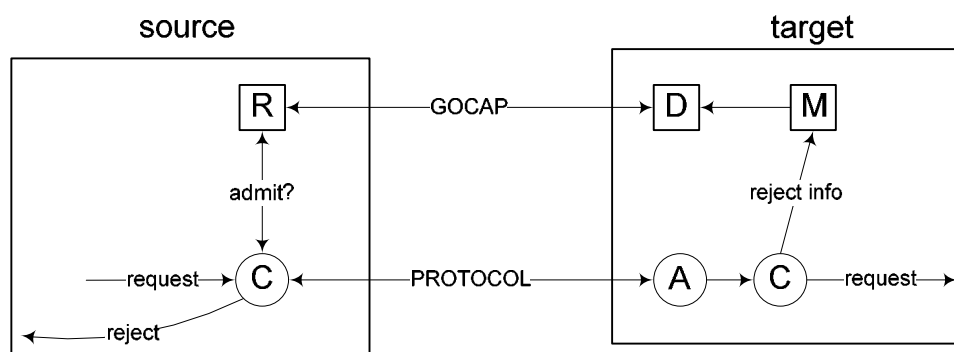 source
target
R
GOCAP
D
M
admit?
reject info
request
C
PROTOCOL
A
C
request
reject